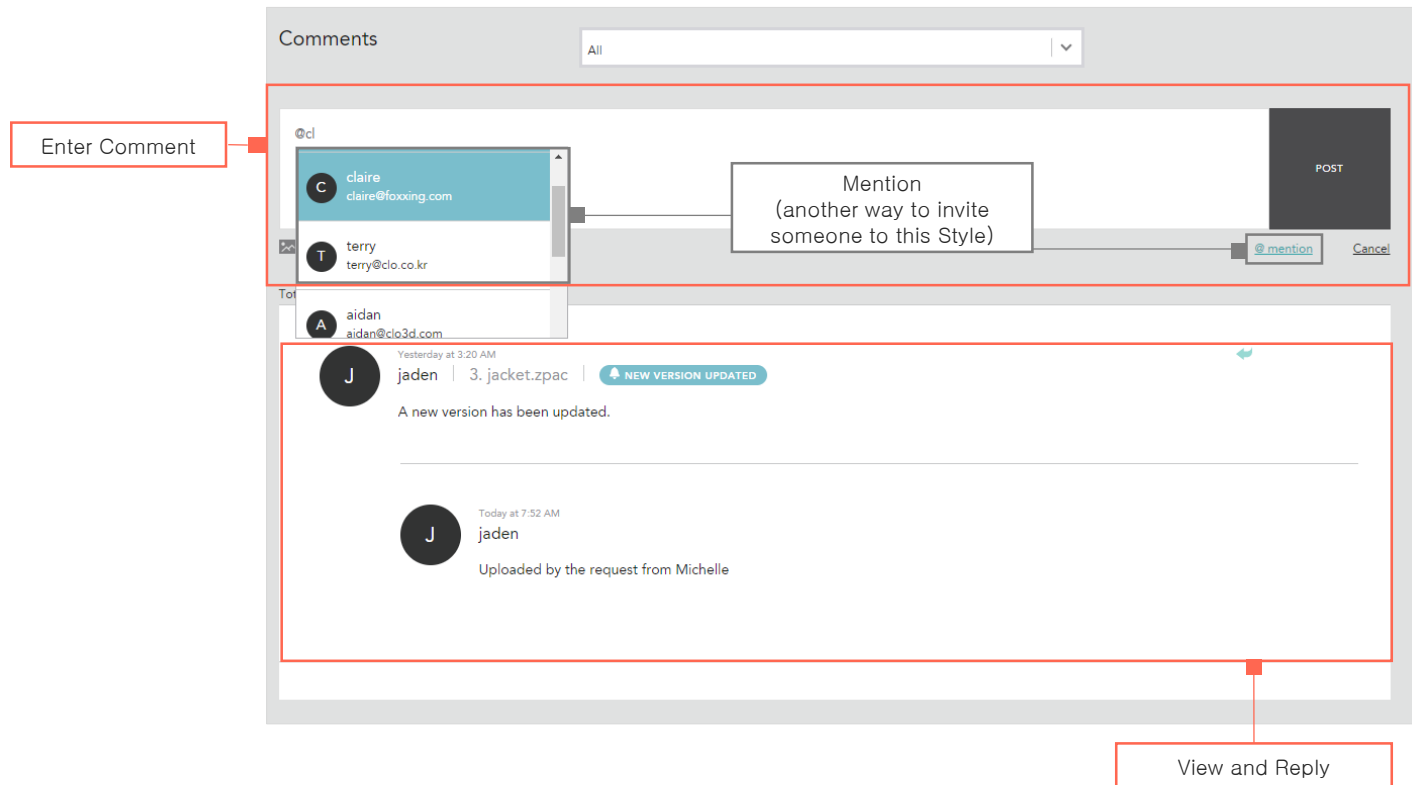 Comments
All
Enter Comment
@cl
C
claire
claire@foxxing.com
Mention
(another way to invite
someone to this Style)
POST
T
terry
terry@clo.co.kr
@ mention
Cancel
A
aidan
aidan@clo3d.com
J
Yesterday at 3:20 AM
jaden
3. jacket.zpac
NEW VERSION UPDATED
A new version has been updated.
J
Today at 7:52 AM
jaden
Uploaded by the request from Michelle
View and Reply